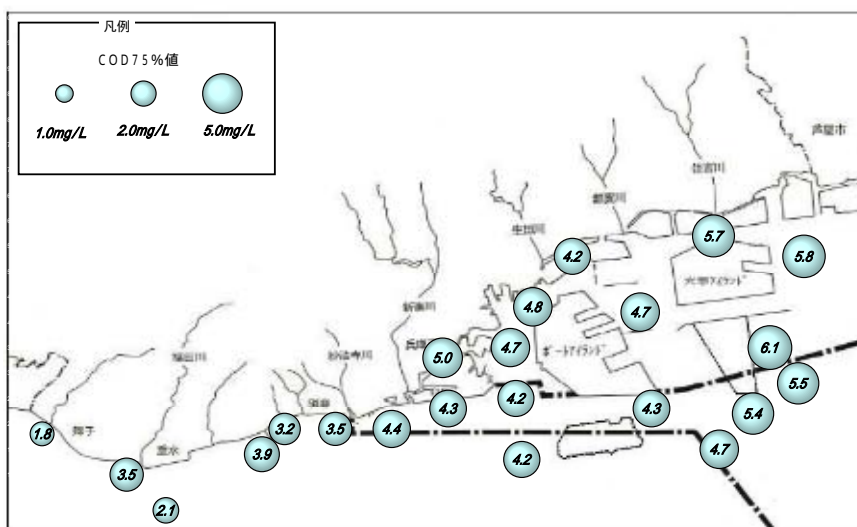 凡例
COD75%値
1.0mg/L 2.0mg/L 5.0mg/L
芦屋市
住吉川
都賀川
生田川
5.7
4.2
5.8
六甲アイランド
新湊川
4.8
4.7
兵庫
5.0
4.7
ポートアイランド
6.1
福田川
妙法寺川
5.5
4.2
須磨
4.3
4.3
5.4
舞子
1.8
3.2
3.5
4.4
垂水
3.9
4.2
4.7
3.5
2.1